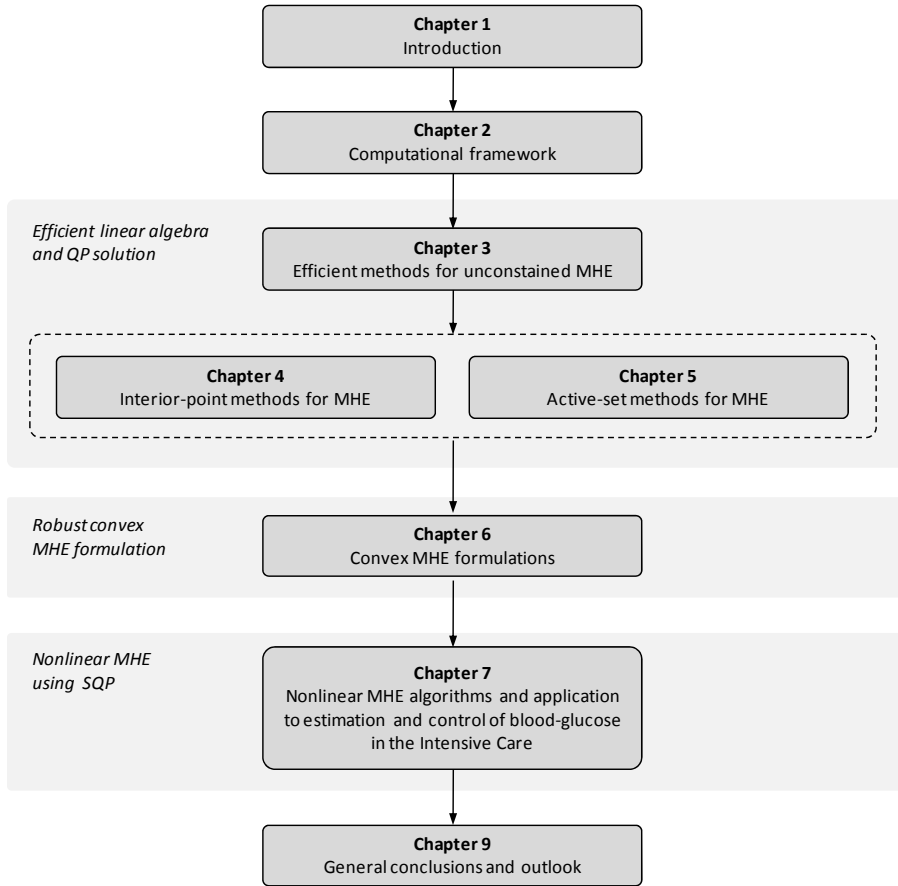 Chapter 1
Introduction
Chapter 2
Computational framework
Efficient linear algebra
and QP solution
Chapter 3
Efficient methods for unconstained MHE
Chapter 4
Interior-point methods for MHE
Chapter 5
Active-set methods for MHE
Robust convex
MHE formulation
Chapter 6
Convex MHE formulations
Nonlinear MHE
using SQP
Chapter 7
Nonlinear MHE algorithms and application
to estimation and control of blood-glucose
in the Intensive Care
Chapter 9
General conclusions and outlook